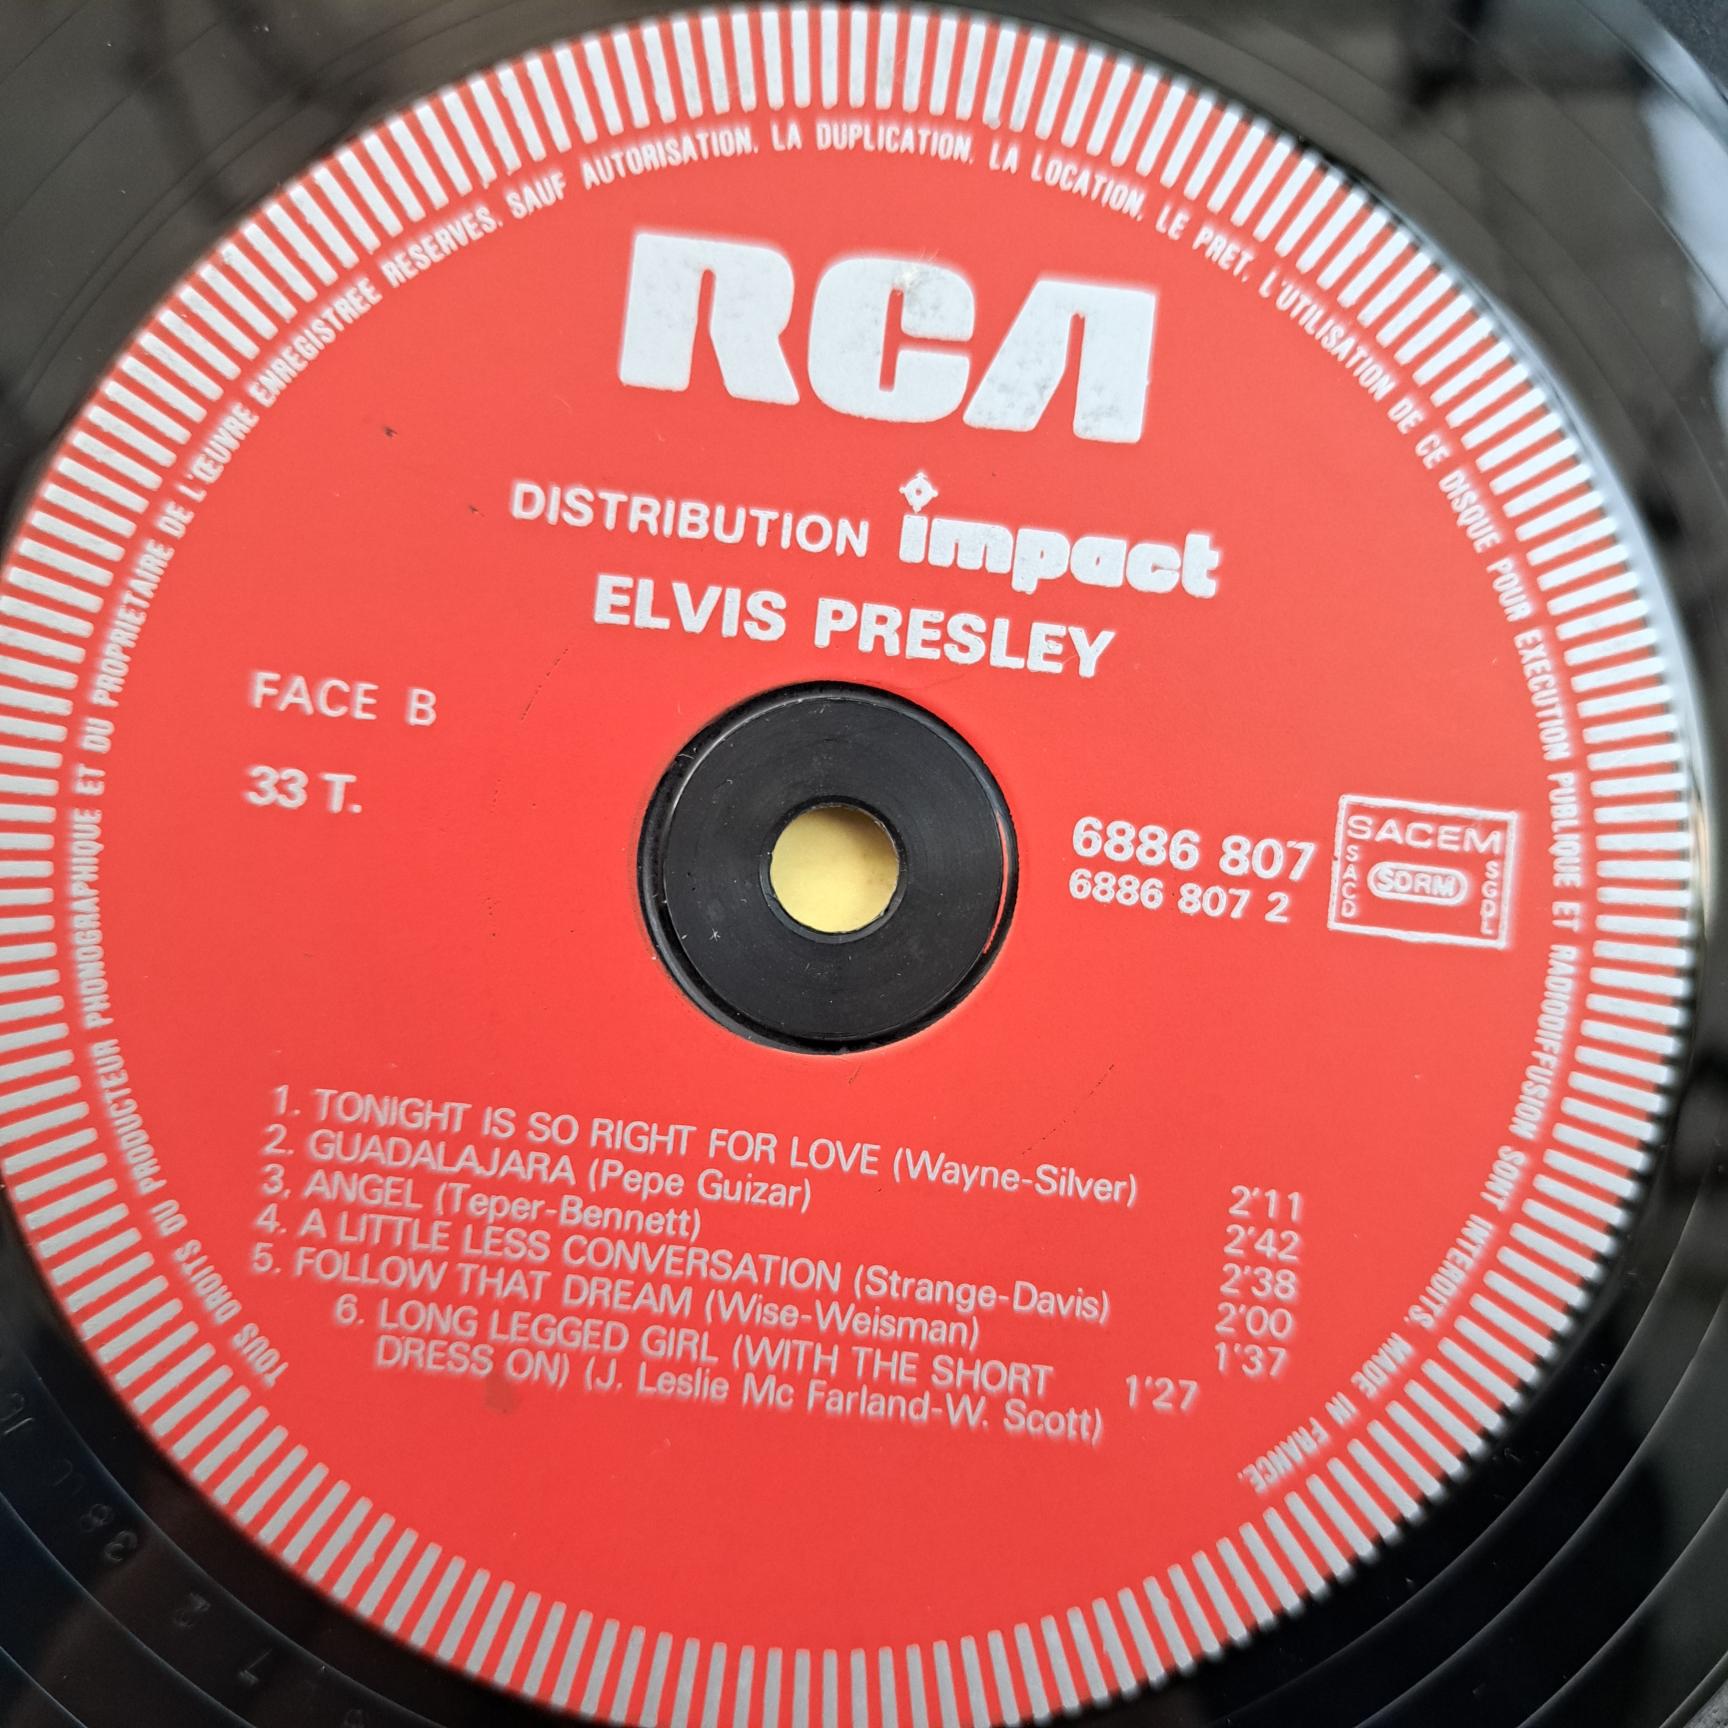 TOUS DROITS DU PRODUCTEUR PHONOGRAPHIQUE ET DU PROPRIETAIRE DE L'ŒUVRE ENREGISTREE RESERVES. SAUF AUTORISATION, LA DUPLICATION, LA LOCATION, LE PRET, L'UTILISATION DE CE DISQUE POUR EXECUTION PUBLIQUE ET RADIODIFFUSION SONT INTERDITS. MADE IN FRANCE.
RCA
DISTRIBUTION impact
ELVIS PRESLEY
FACE B
33 T.
6886 807
6886 807 2
SACEM
SACD
SDRM
SGDL
1. TONIGHT IS SO RIGHT FOR LOVE (Wayne-Silver) 2'11
2. GUADALAJARA (Pepe Guizar) 2'42
3. ANGEL (Teper-Bennett) 2'38
4. A LITTLE LESS CONVERSATION (Strange-Davis) 2'00
5. FOLLOW THAT DREAM (Wise-Weisman) 1'37
6. LONG LEGGED GIRL (WITH THE SHORT
DRESS ON) (J. Leslie Mc Farland-W. Scott) 1'27